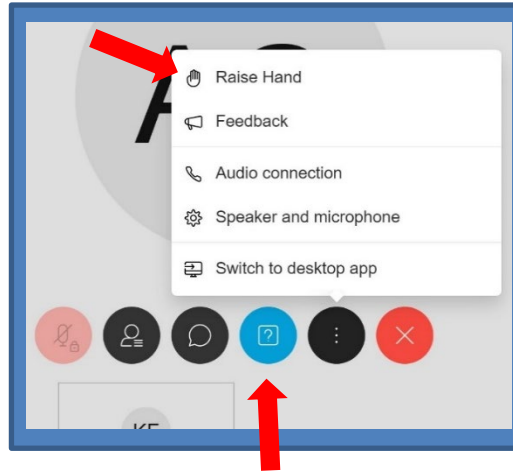 Raise Hand
Feedback
Audio connection
Speaker and microphone
Switch to desktop app
?